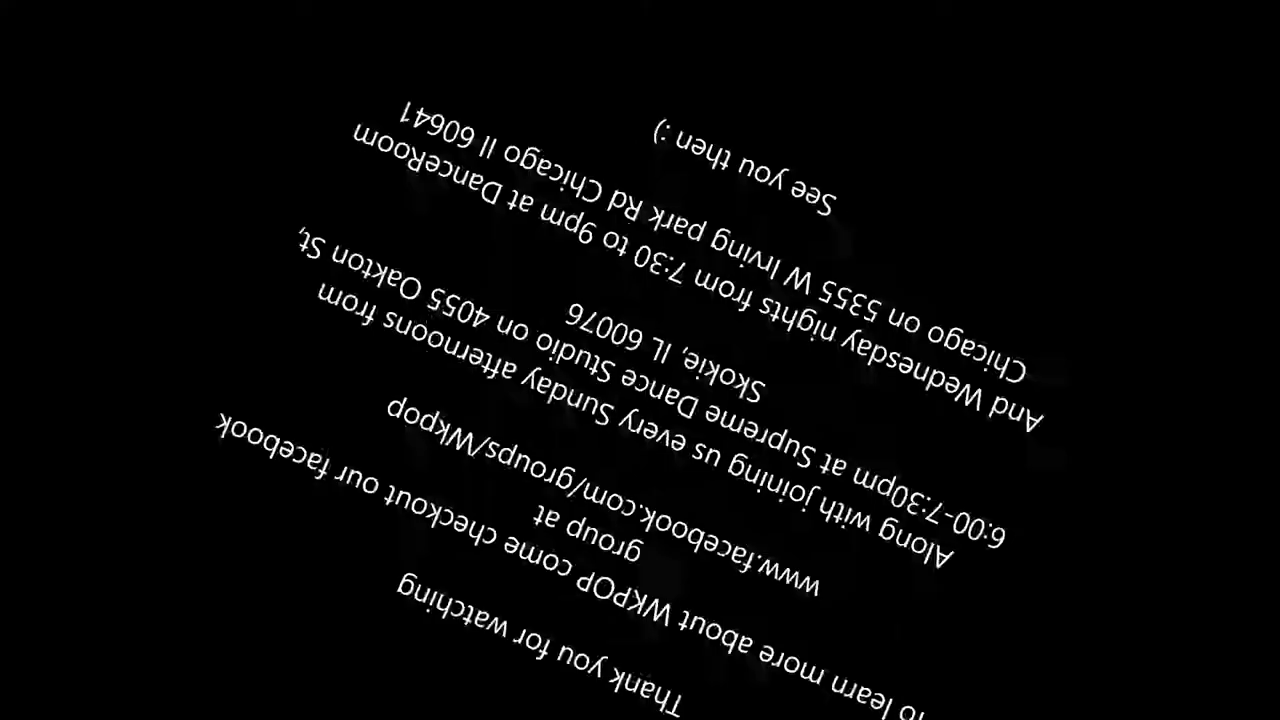 Thank you for watching
To learn more about WkPOP come checkout our facebook
group at
www.facebook.com/groups/Wkpop
Along with joining us every Sunday afternoons from
6:00-7:30pm at Supreme Dance Studio on 4055 Oakton St,
Skokie, IL 60076
And Wednesday nights from 7:30 to 9pm at DanceRoom
Chicago on 5355 W Irving park Rd Chicago Il 60641
See you then :)